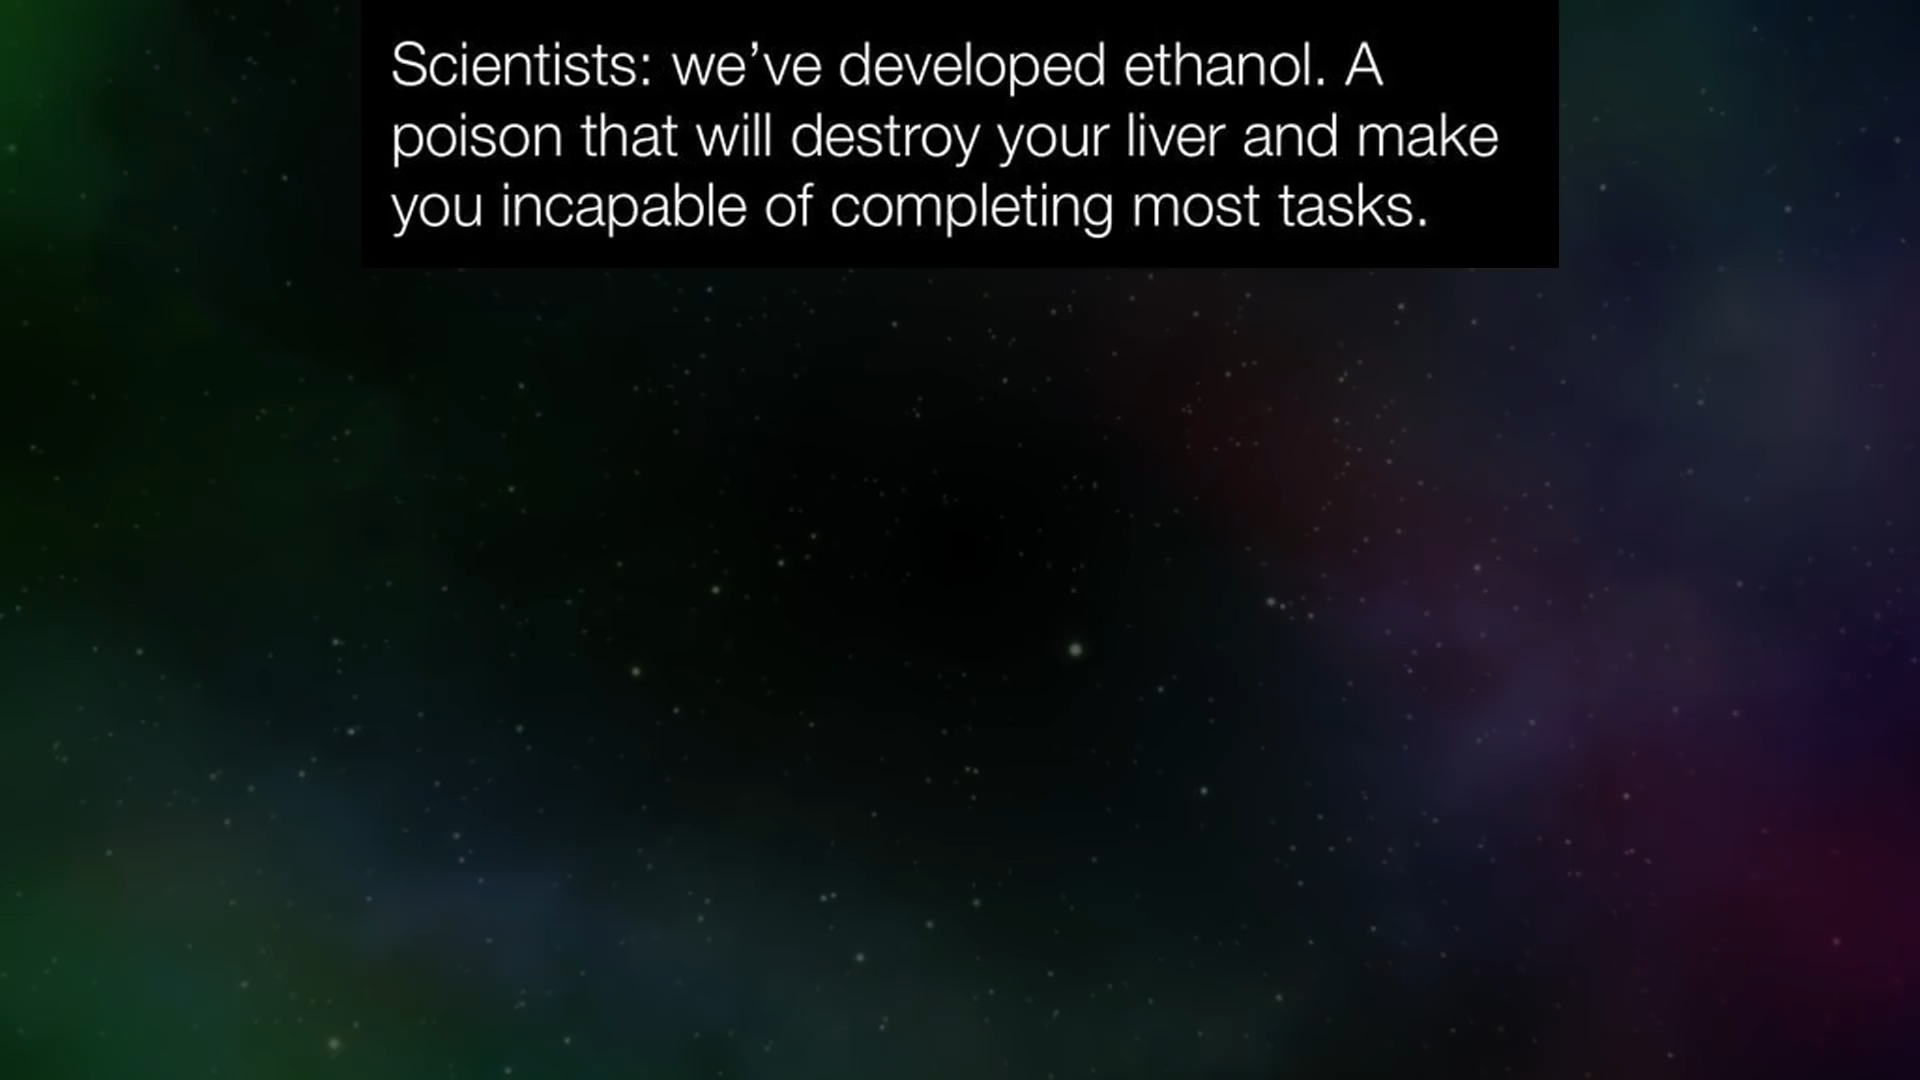 Scientists: we’ve developed ethanol. A
poison that will destroy your liver and make
you incapable of completing most tasks.